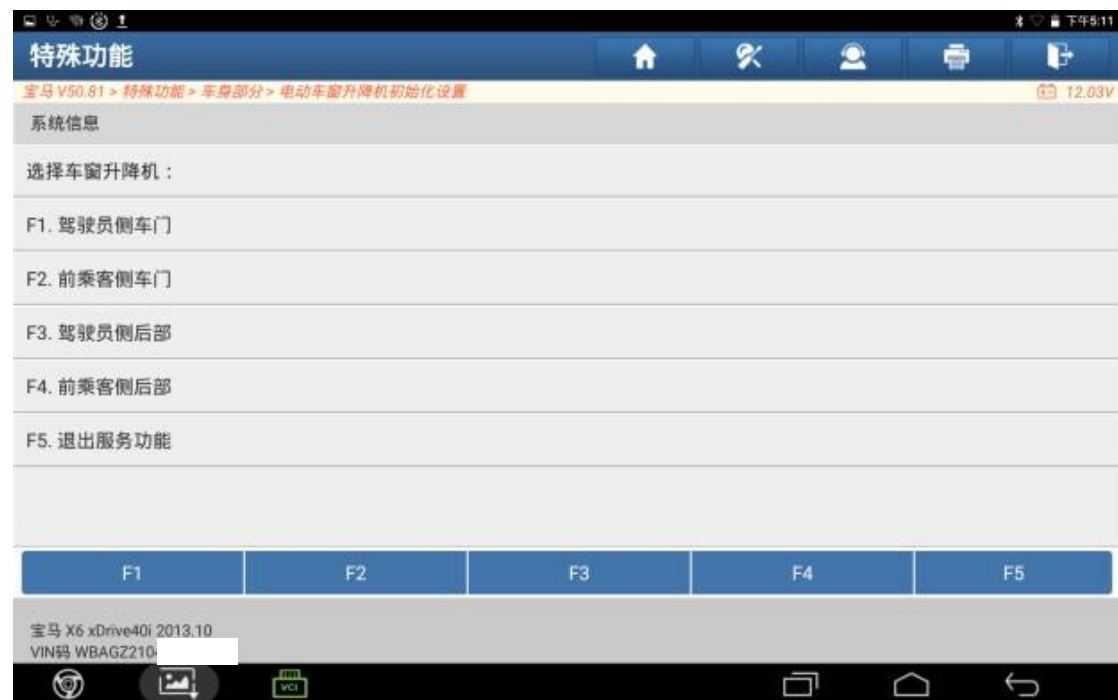 下午5:11
特殊功能
宝马 V50.81 > 特殊功能 > 车身部分 > 电动车窗升降机初始化设置
12.03V
系统信息
选择车窗升降机：
F1. 驾驶员侧车门
F2. 前乘客侧车门
F3. 驾驶员侧后部
F4. 前乘客侧后部
F5. 退出服务功能
F1 F2 F3 F4 F5
宝马 X6 xDrive40i 2013.10
VIN码 WBAGZ210
VCI